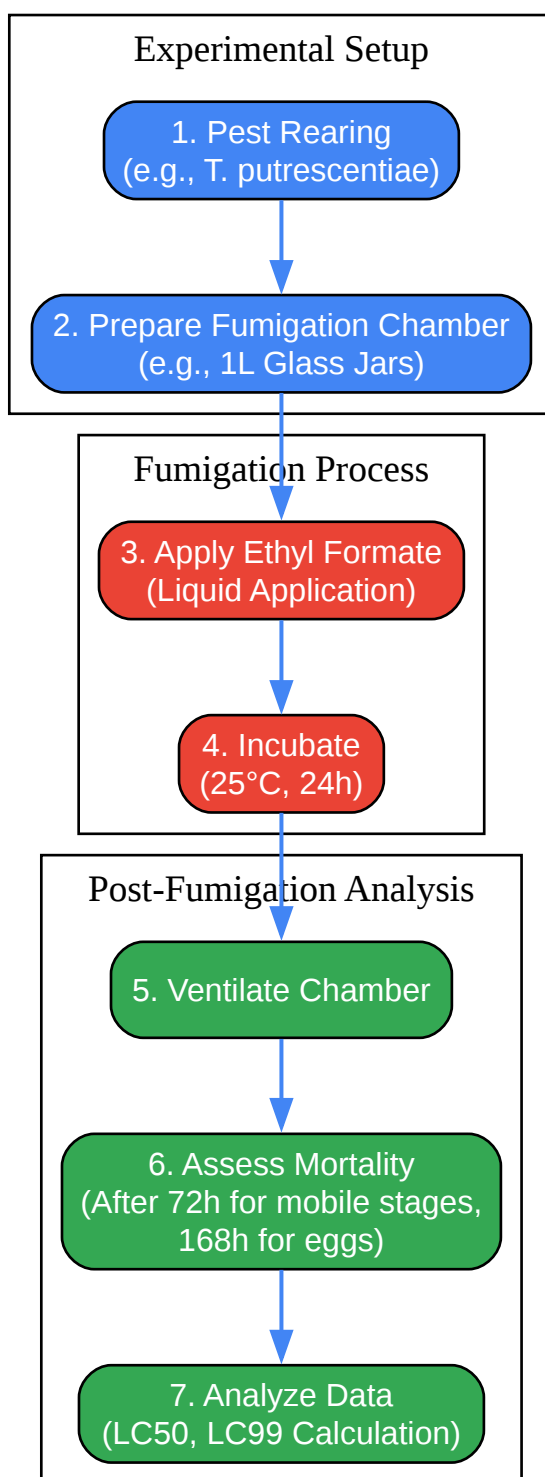 Experimental Setup
1. Pest Rearing
(e.g., T. putrescentiae)
2. Prepare Fumigation Chamber
(e.g., 1L Glass Jars)
Fumigation Process
3. Apply Ethyl Formate
(Liquid Application)
4. Incubate
(25°C, 24h)
Post-Fumigation Analysis
5. Ventilate Chamber
6. Assess Mortality
(After 72h for mobile stages,
168h for eggs)
7. Analyze Data
(LC50, LC99 Calculation)